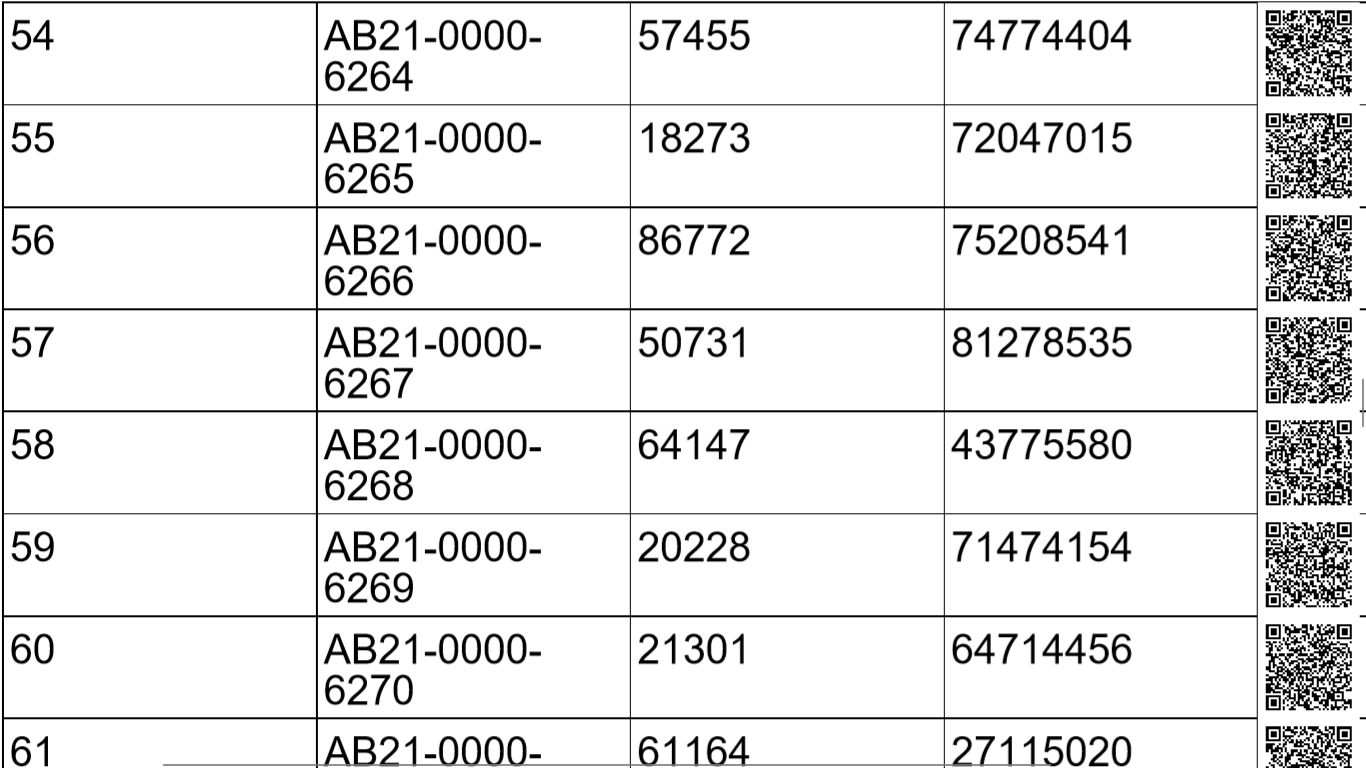 54 AB21-0000- 57455 74774404
6264
55 AB21-0000- 18273 72047015
6265
56 AB21-0000- 86772 75208541
6266
57 AB21-0000- 50731 81278535
6267
58 AB21-0000- 64147 43775580
6268
59 AB21-0000- 20228 71474154
6269
60 AB21-0000- 21301 64714456
6270
61 AB21-0000- 61164 27115020